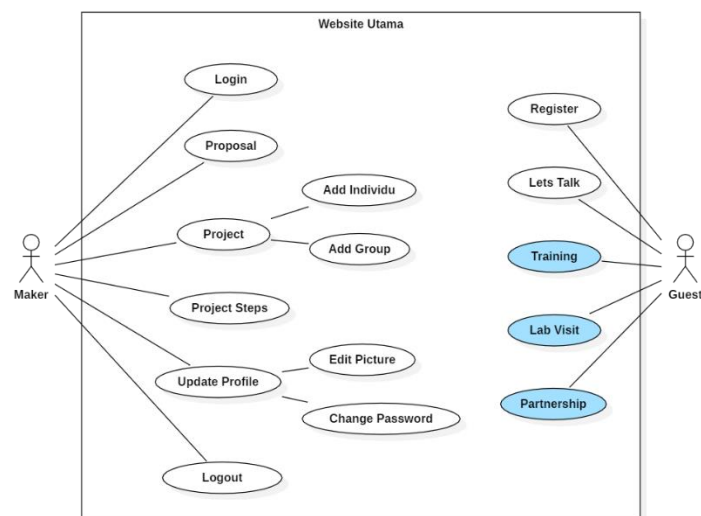 Website Utama
Login
Register
Proposal
Lets Talk
Add Individu
Project
Add Group
Training
Maker
Guest
Project Steps
Lab Visit
Edit Picture
Update Profile
Partnership
Change Password
Logout